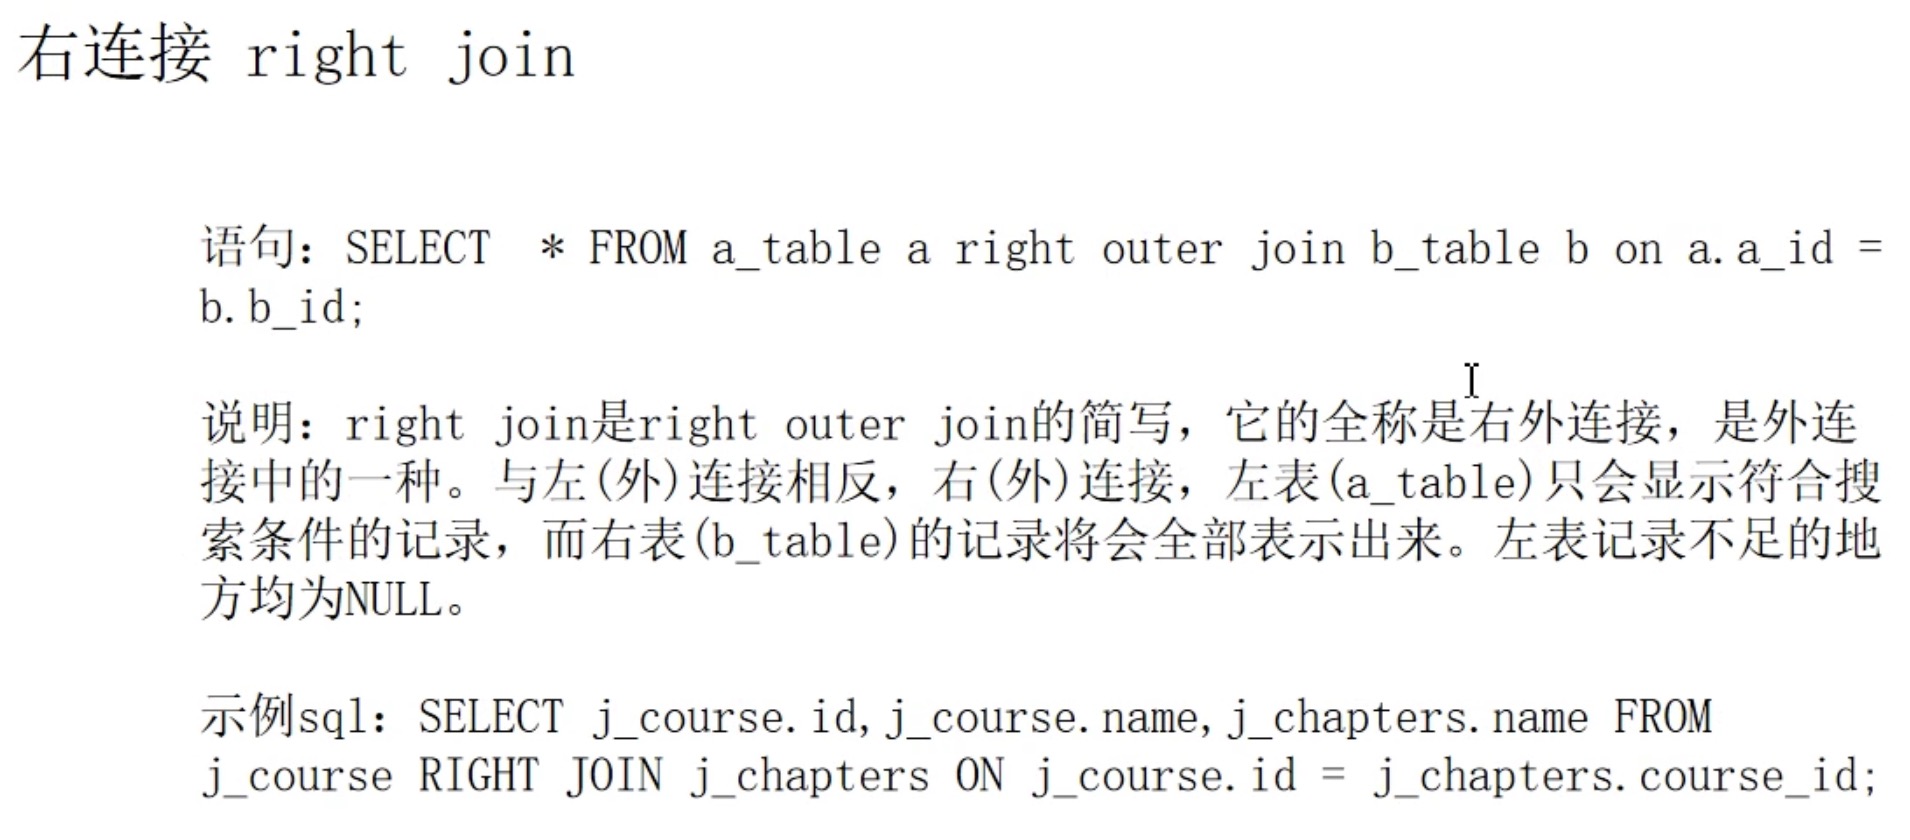 右连接 right join
语句：SELECT  * FROM a_table a right outer join b_table b on a.a_id =
b.b_id;
说明：right join是right outer join的简写，它的全称是右外连接，是外连
接中的一种。与左(外)连接相反，右(外)连接，左表(a_table)只会显示符合搜
索条件的记录，而右表(b_table)的记录将会全部表示出来。左表记录不足的地
方均为NULL。
示例sql：SELECT j_course.id,j_course.name,j_chapters.name FROM
j_course RIGHT JOIN j_chapters ON j_course.id = j_chapters.course_id;